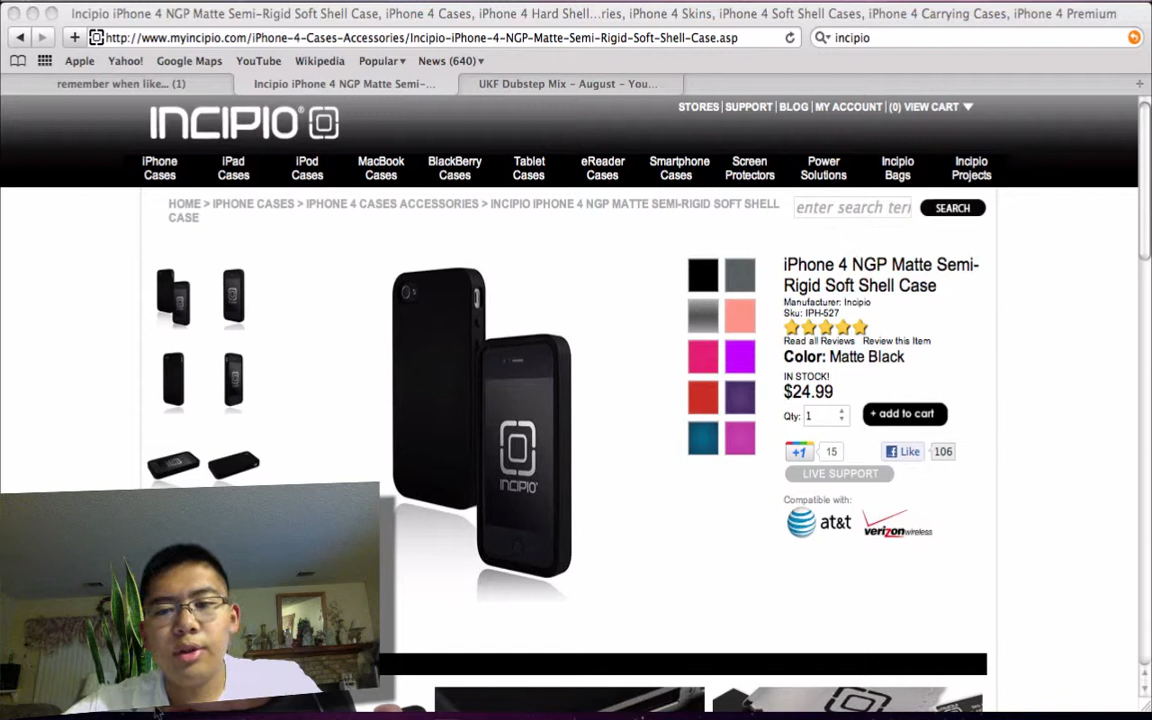 Incipio iPhone 4 NGP Matte Semi-Rigid Soft Shell Case, iPhone 4 Cases, iPhone 4 Hard Shell...ries, iPhone 4 Skins, iPhone 4 Soft Shell Cases, iPhone 4 Carrying Cases, iPhone 4 Premium
http://www.myincipio.com/iPhone-4-Cases-Accessories/Incipio-iPhone-4-NGP-Matte-Semi-Rigid-Soft-Shell-Case.asp
incipio
Apple Yahoo! Google Maps YouTube Wikipedia Popular News (640)
remember when like... (1) Incipio iPhone 4 NGP Matte Semi-... UKF Dubstep Mix - August - You...
INCIPIO®
STORES | SUPPORT | BLOG | MY ACCOUNT | (0) VIEW CART
iPhone Cases
iPad Cases
iPod Cases
MacBook Cases
BlackBerry Cases
Tablet Cases
eReader Cases
Smartphone Cases
Screen Protectors
Power Solutions
Incipio Bags
Incipio Projects
HOME > IPHONE CASES > IPHONE 4 CASES ACCESSORIES > INCIPIO IPHONE 4 NGP MATTE SEMI-RIGID SOFT SHELL
CASE
enter search teri
SEARCH
iPhone 4 NGP Matte Semi-
Rigid Soft Shell Case
Manufacturer: Incipio
Sku: IPH-527
Read all Reviews Review this Item
Color: Matte Black
IN STOCK!
$24.99
Qty: 1 + add to cart
+1 15 Like 106
LIVE SUPPORT
Compatible with:
at&t verizonwireless
INCIPIO